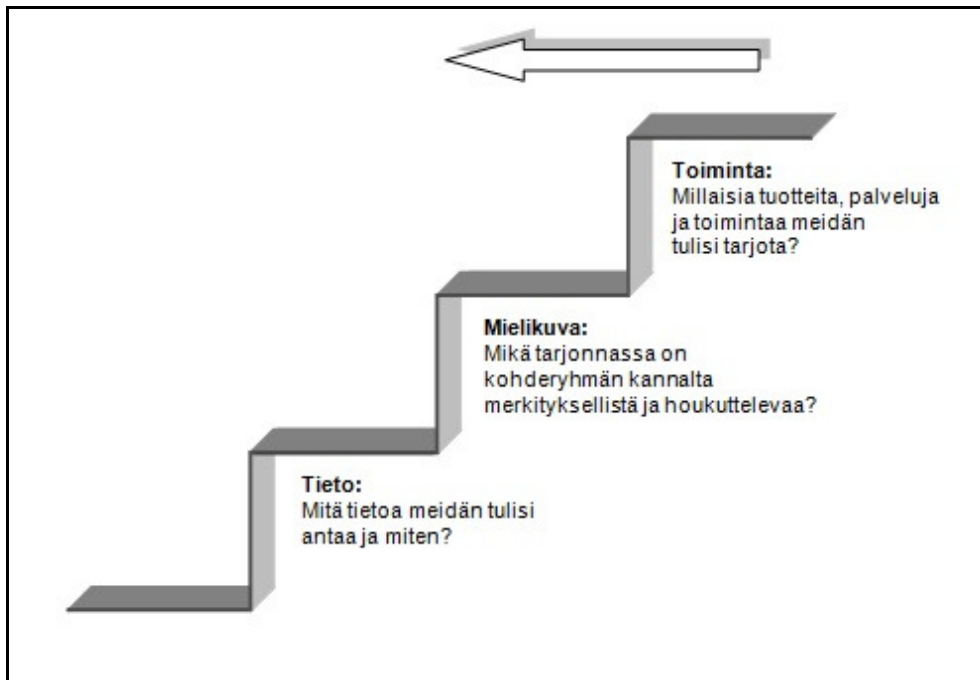 Toiminta:
Millaisia tuotteita, palveluja
ja toimintaa meidän
tulisi tarjota?
Mielikuva:
Mikä tarjonnassa on
kohderyhmän kannalta
merkityksellistä ja houkuttelevaa?
Tieto:
Mitä tietoa meidän tulisi
antaa ja miten?